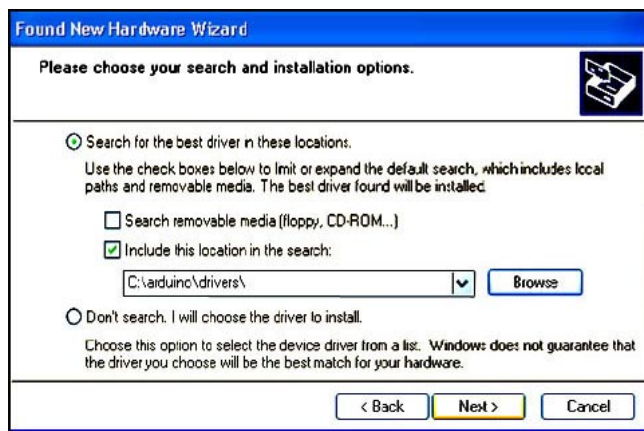 Found New Hardware Wizard
Please choose your search and installation options.
Search for the best driver in these locations.
Use the check boxes below to limit or expand the default search, which includes local
paths and removable media. The best driver found will be installed.
Search removable media (floppy, CD-ROM...)
Include this location in the search:
C:\arduino\drivers\
Browse
Don't search. I will choose the driver to install.
Choose this option to select the device driver from a list. Windows does not guarantee that
the driver you choose will be the best match for your hardware.
< Back
Next >
Cancel